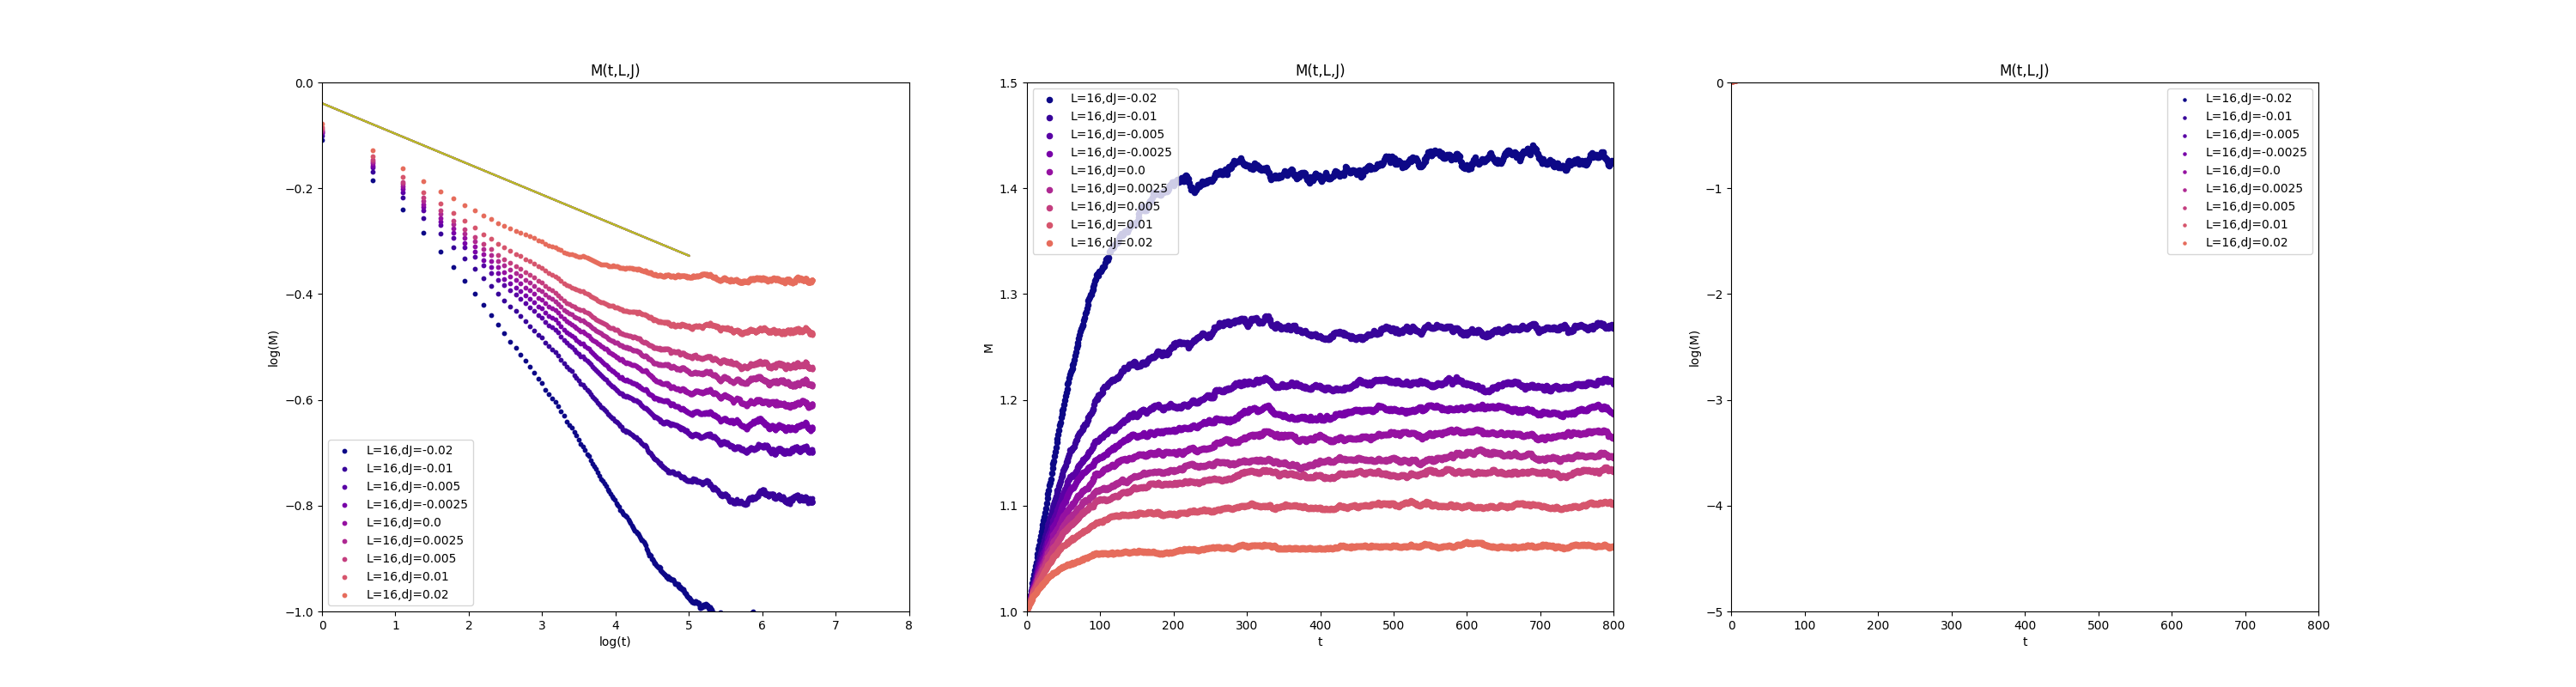 M(t,L,J)
0.0
−0.2
−0.4
−0.6
−0.8
−1.0
log(M)
L=16,dJ=-0.02
L=16,dJ=-0.01
L=16,dJ=-0.005
L=16,dJ=-0.0025
L=16,dJ=0.0
L=16,dJ=0.0025
L=16,dJ=0.005
L=16,dJ=0.01
L=16,dJ=0.02
0 1 2 3 4 5 6 7 8
log(t)
M(t,L,J)
1.5
1.4
1.3
1.2
1.1
1.0
M
L=16,dJ=-0.02
L=16,dJ=-0.01
L=16,dJ=-0.005
L=16,dJ=-0.0025
L=16,dJ=0.0
L=16,dJ=0.0025
L=16,dJ=0.005
L=16,dJ=0.01
L=16,dJ=0.02
0 100 200 300 400 500 600 700 800
t
M(t,L,J)
0
−1
−2
−3
−4
−5
log(M)
L=16,dJ=-0.02
L=16,dJ=-0.01
L=16,dJ=-0.005
L=16,dJ=-0.0025
L=16,dJ=0.0
L=16,dJ=0.0025
L=16,dJ=0.005
L=16,dJ=0.01
L=16,dJ=0.02
0 100 200 300 400 500 600 700 800
t